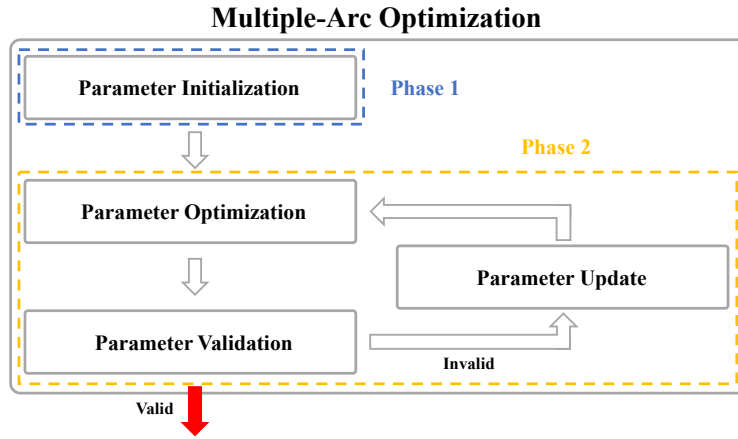 Multiple-Arc Optimization
Parameter Initialization
Phase 1
Phase 2
Parameter Optimization
Parameter Update
Parameter Validation
Invalid
Valid